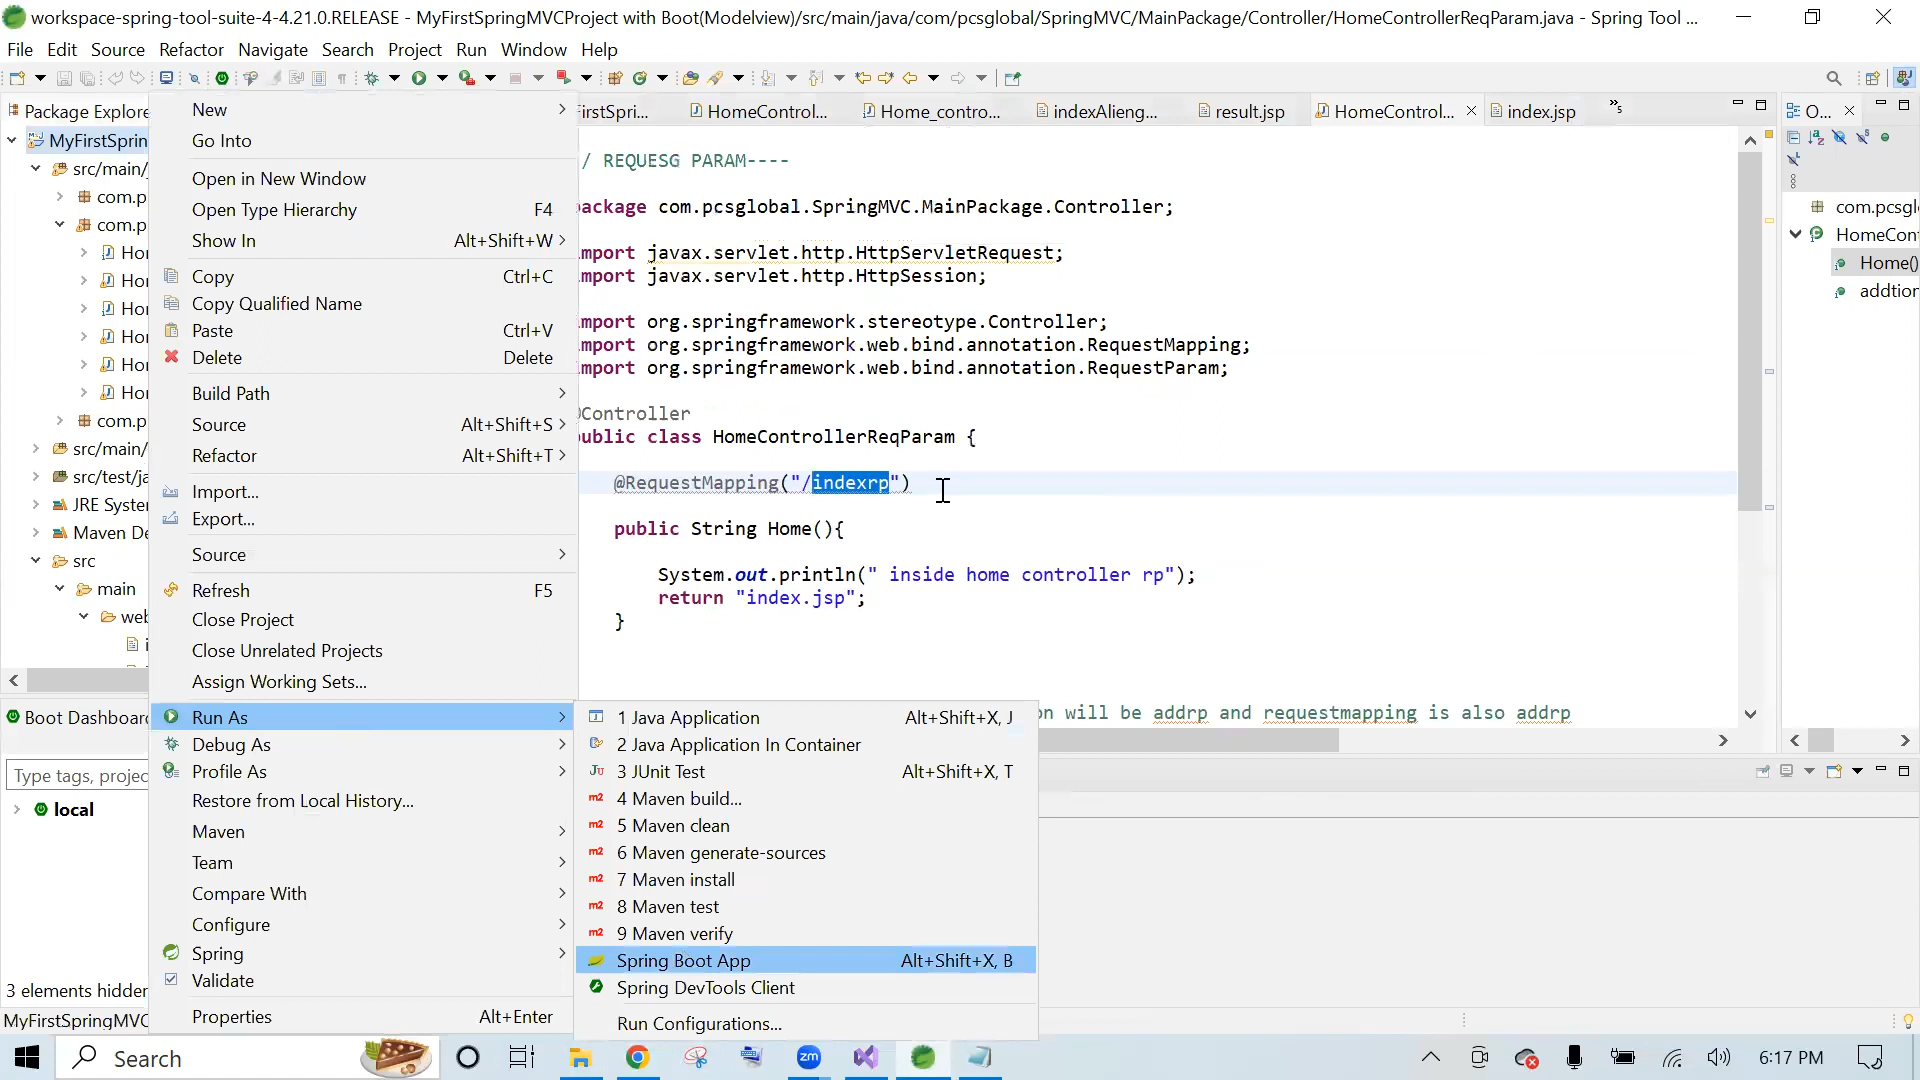 workspace-spring-tool-suite-4-4.21.0.RELEASE - MyFirstSpringMVCProject with Boot(Modelview)/src/main/java/com/pcsglobal/SpringMVC/MainPackage/Controller/HomeControllerReqParam.java - Spring Tool ...
File Edit Source Refactor Navigate Search Project Run Window Help
Package Explore
MyFirstSprin
src/main/
com.p
com.p
Hor
Hor
Hor
Hor
Hor
Hor
com.p
src/main/
src/test/ja
JRE Syster
Maven De
src
main
web
Boot Dashboard
Type tags, projec
local
3 elements hidden
MyFirstSpringMVC
New
Go Into
Open in New Window
Open Type Hierarchy F4
Show In Alt+Shift+W
Copy Ctrl+C
Copy Qualified Name
Paste Ctrl+V
Delete Delete
Build Path
Source Alt+Shift+S
Refactor Alt+Shift+T
Import...
Export...
Source
Refresh F5
Close Project
Close Unrelated Projects
Assign Working Sets...
Run As
Debug As
Profile As
Restore from Local History...
Maven
Team
Compare With
Configure
Spring
Validate
Properties Alt+Enter
1 Java Application Alt+Shift+X, J
2 Java Application In Container
3 JUnit Test Alt+Shift+X, T
4 Maven build...
5 Maven clean
6 Maven generate-sources
7 Maven install
8 Maven test
9 Maven verify
Spring Boot App Alt+Shift+X, B
Spring DevTools Client
Run Configurations...
irstSpri... HomeControl... Home_contro... indexAlieng... result.jsp HomeControl... index.jsp »5
/ REQUESG PARAM----
ackage com.pcsglobal.SpringMVC.MainPackage.Controller;
mport javax.servlet.http.HttpServletRequest;
mport javax.servlet.http.HttpSession;
mport org.springframework.stereotype.Controller;
mport org.springframework.web.bind.annotation.RequestMapping;
mport org.springframework.web.bind.annotation.RequestParam;
Controller
ublic class HomeControllerReqParam {
@RequestMapping("/indexrp")
public String Home(){
System.out.println(" inside home controller rp");
return "index.jsp";
}
on will be addrp and requestmapping is also addrp
O...
com.pcsgl
HomeCont
Home()
addtion
Search
zm
6:17 PM